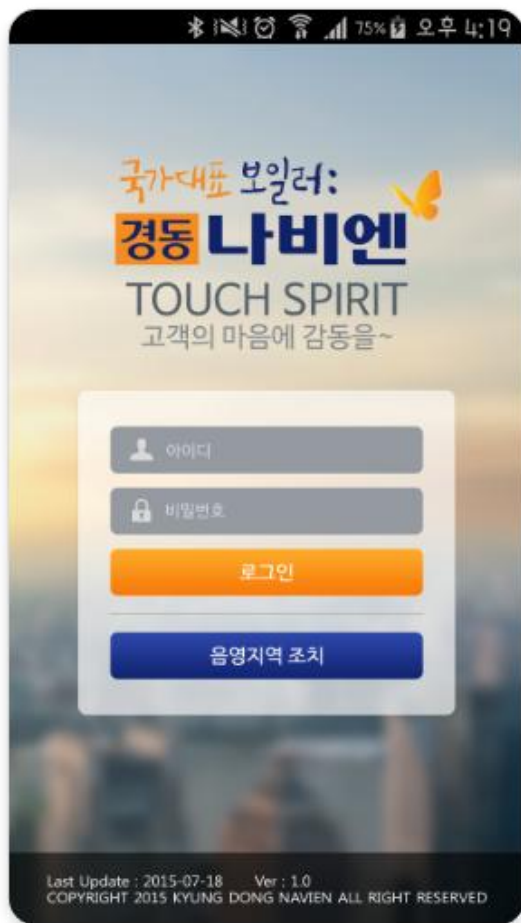 75% 오후 4:19
국가대표 보일러:
경동 나비엔
TOUCH SPIRIT
고객의 마음에 감동을~
아이디
비밀번호
로그인
음영지역 조치
Last Update : 2015-07-18 Ver : 1.0
COPYRIGHT 2015 KYUNG DONG NAVIEN ALL RIGHT RESERVED